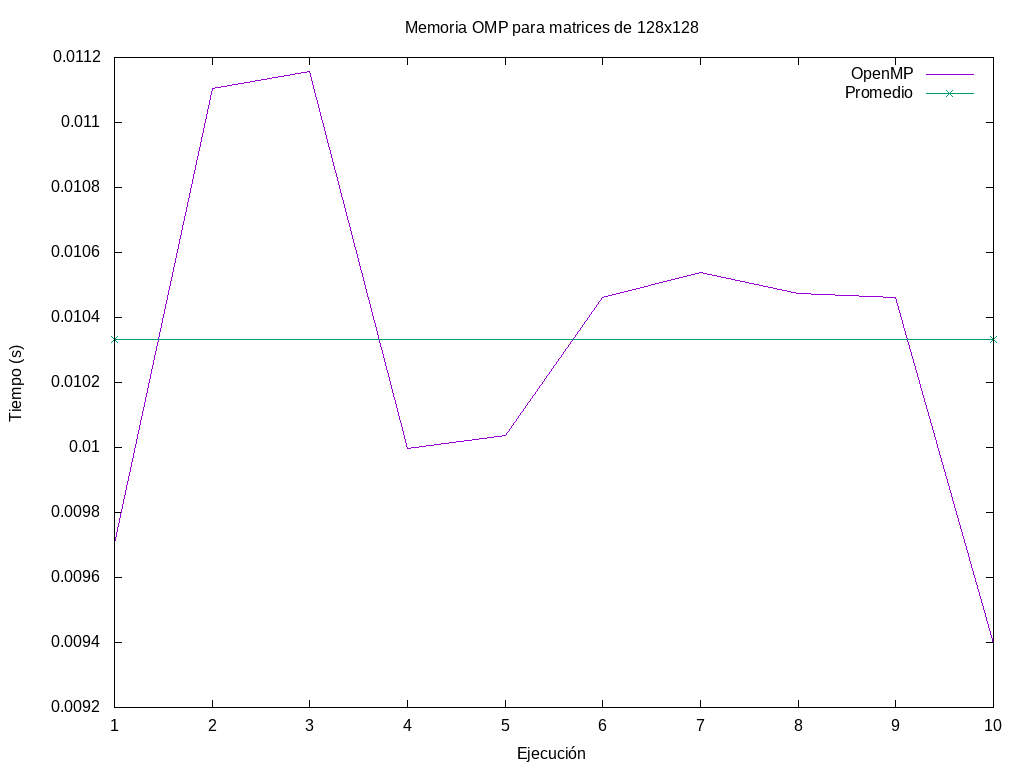 Memoria OMP para matrices de 128x128
OpenMP
Promedio
0.0112
0.011
0.0108
0.0106
0.0104
0.0102
0.01
0.0098
0.0096
0.0094
0.0092
Tiempo (s)
1 2 3 4 5 6 7 8 9 10
Ejecución